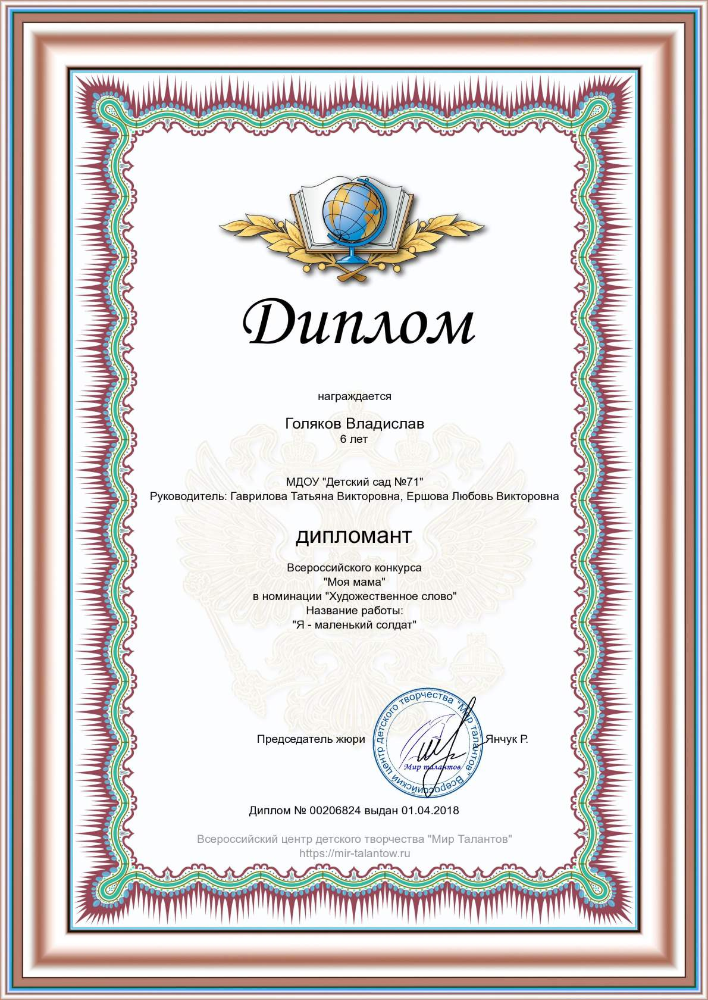 Диплом
награждается
Голяков Владислав
6 лет
МДОУ "Детский сад №71"
Руководитель: Гаврилова Татьяна Викторовна, Ершова Любовь Викторовна
дипломант
Всероссийского конкурса
"Моя мама"
в номинации "Художественное слово"
Название работы:
"Я - маленький солдат"
Председатель жюри
Всероссийский центр детского творчества "Мир талантов"
Мир талантов
Янчук Р.
Диплом № 00206824 выдан 01.04.2018
Всероссийский центр детского творчества "Мир Талантов"
https://mir-talantow.ru